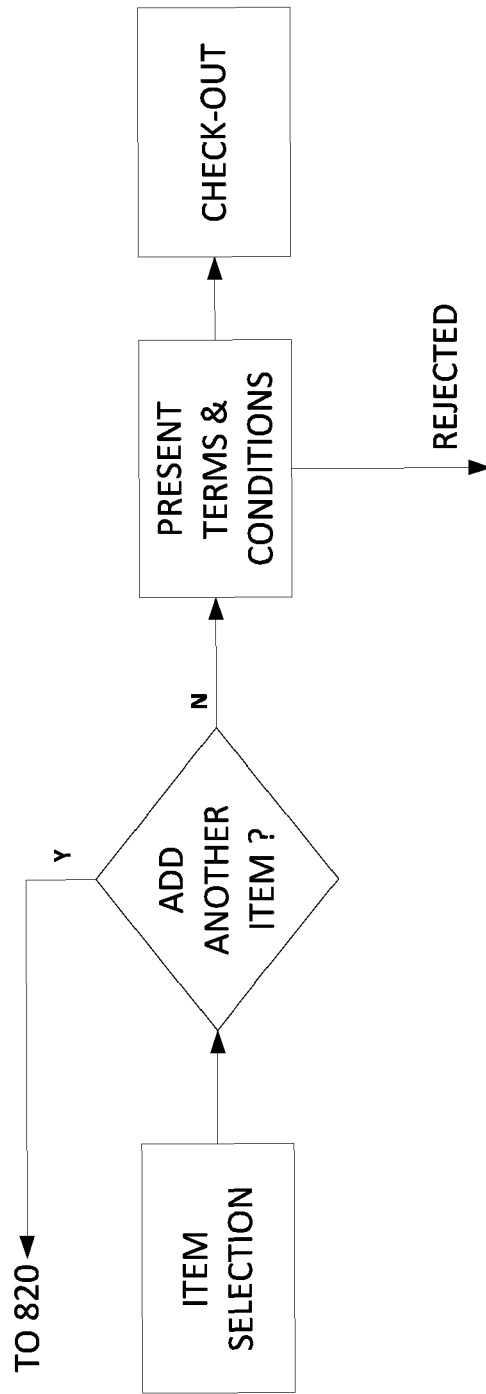 TO 820
ITEM
SELECTION
Y
ADD
ANOTHER
ITEM ?
N
PRESENT
TERMS &
CONDITIONS
REJECTED
CHECK-OUT